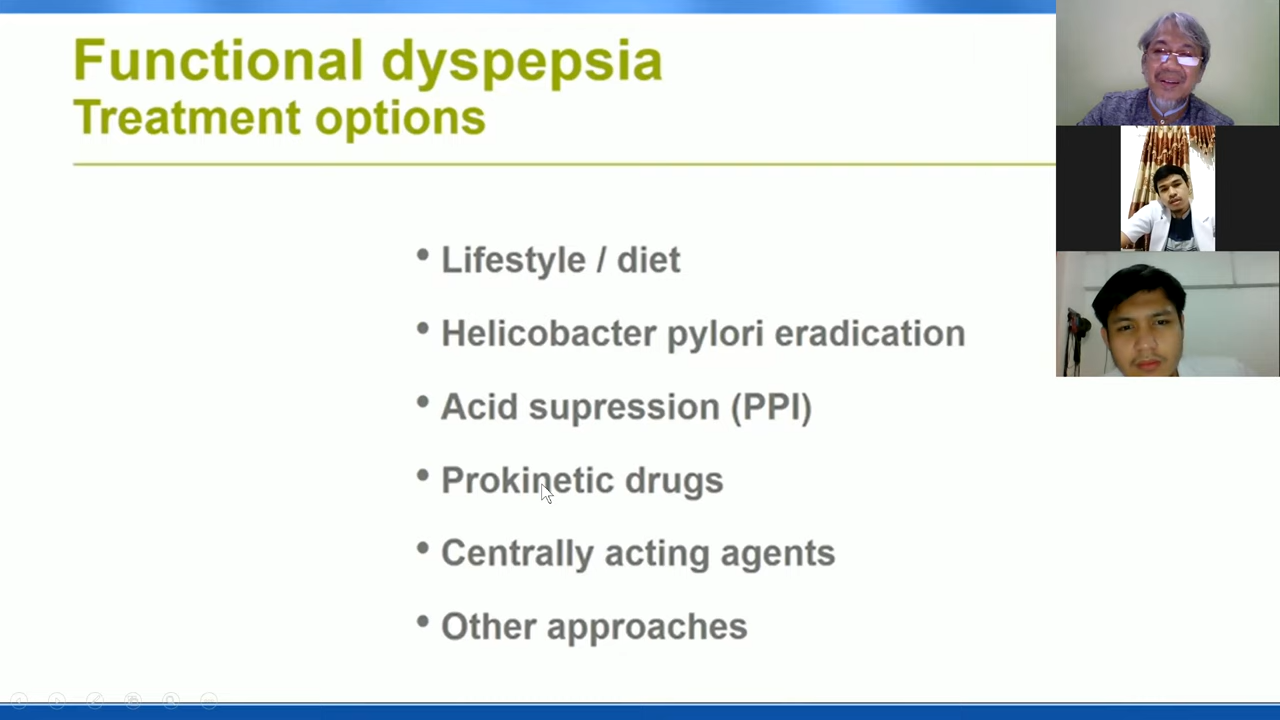 Functional dyspepsia
Treatment options
• Lifestyle / diet
• Helicobacter pylori eradication
• Acid supression (PPI)
• Prokinetic drugs
• Centrally acting agents
• Other approaches